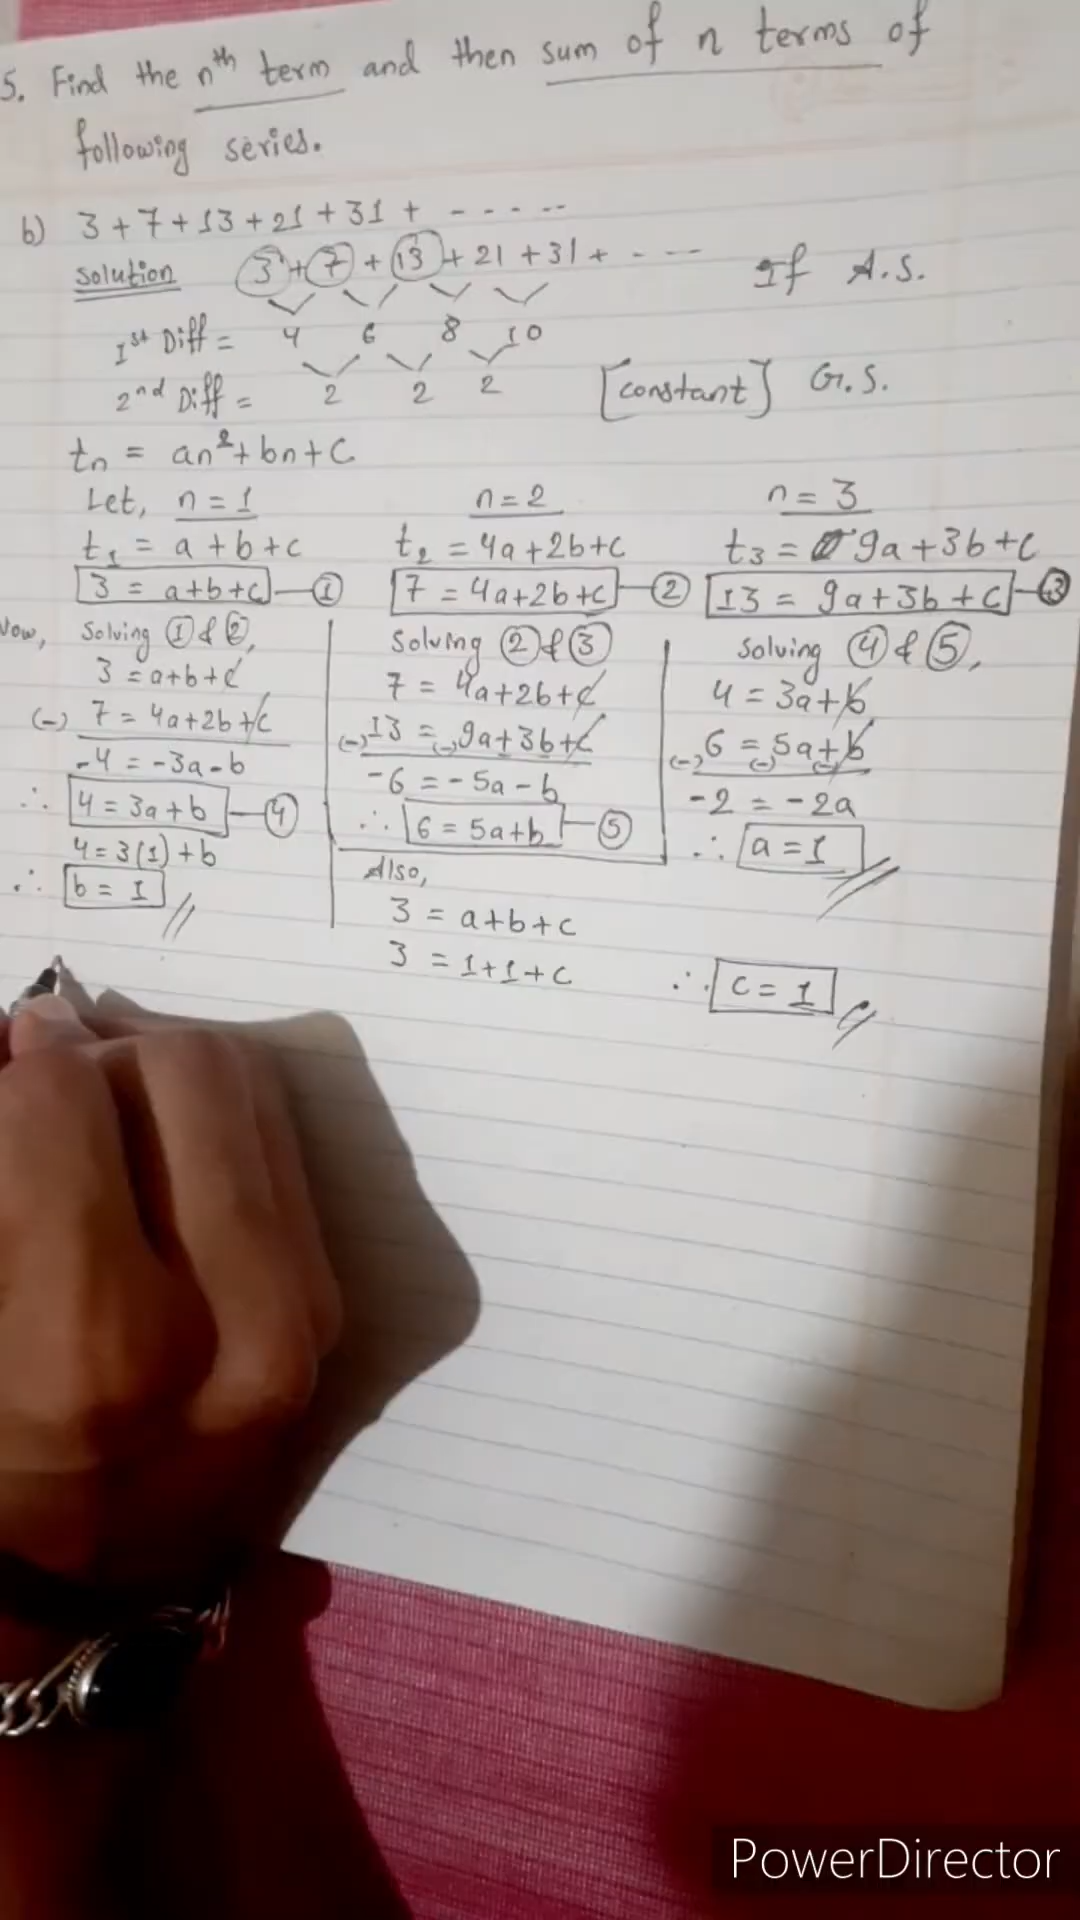 5. Find the nth term and then sum of n terms of
following series.
b) 3 + 7 + 13 + 21 + 31 + - - - - -
Solution 3 + 7 + 13 + 21 + 31 + - - - If A.S.
1st Diff = 4 6 8 10
2nd Diff = 2 2 2 [constant] G.S.
tn = an² + bn + c
Let, n = 1 n = 2 n = 3
t1 = a + b + c t2 = 4a + 2b + c t3 = 9a + 3b + c
3 = a+b+c — ① 7 = 4a+2b+c — ② 13 = 9a + 3b + c — ③
Now, Solving ① & ②,
3 = a+b+c
(-) 7 = 4a+2b+c
-4 = -3a-b
∴ 4 = 3a+b — ④
4 = 3(1) + b
∴ b = 1
Solving ② & ③
7 = 4a+2b+c
(-) 13 = (-) 9a+3b+c
-6 = -5a - b
∴ 6 = 5a+b — ⑤
Also,
3 = a+b+c
3 = 1+1+c
solving ④ & ⑤,
4 = 3a+b
(-) 6 = (-) 5a (-) + b
-2 = -2a
∴ a = 1
∴ c = 1
PowerDirector